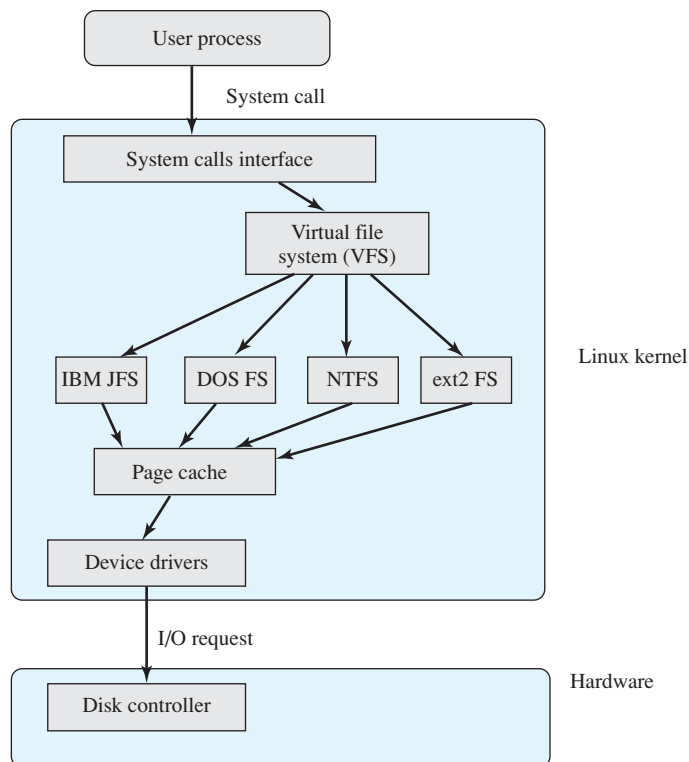 User process
System call
System calls interface
Virtual file
system (VFS)
Linux kernel
IBM JFS
DOS FS
NTFS
ext2 FS
Page cache
Device drivers
I/O request
Hardware
Disk controller